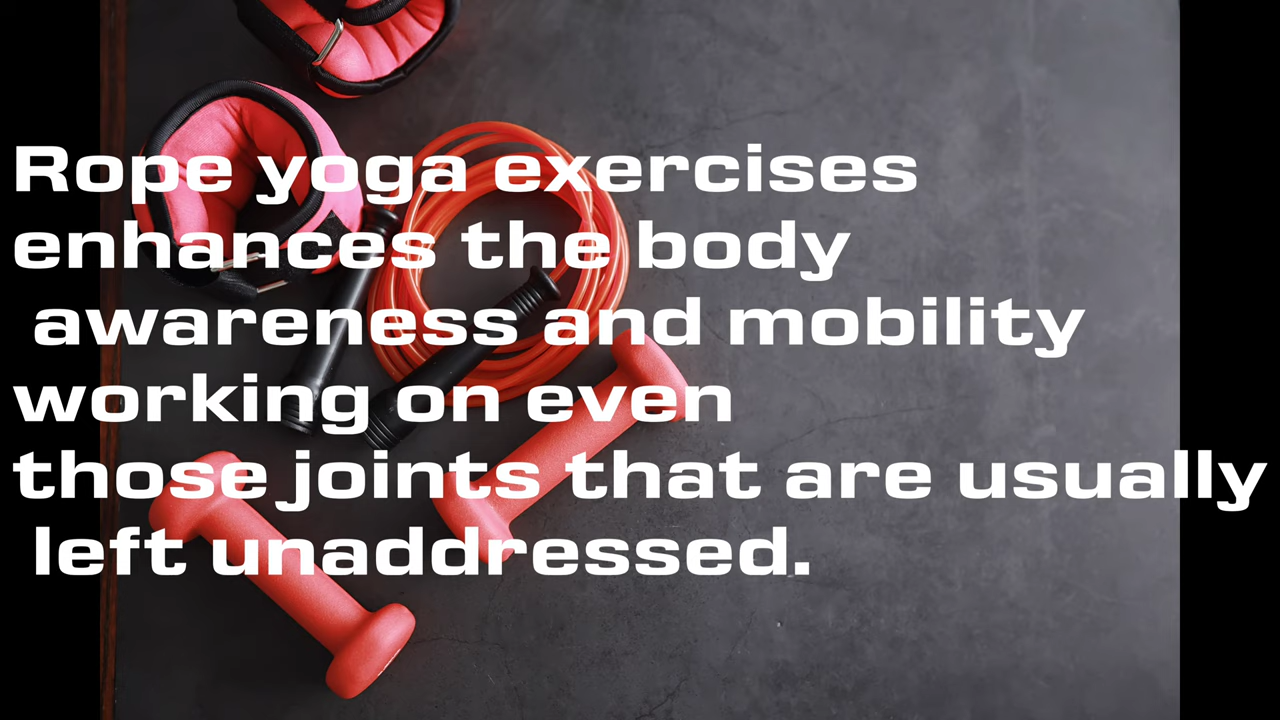 Rope yoga exercises
enhances the body
awareness and mobility
working on even
those joints that are usually
left unaddressed.